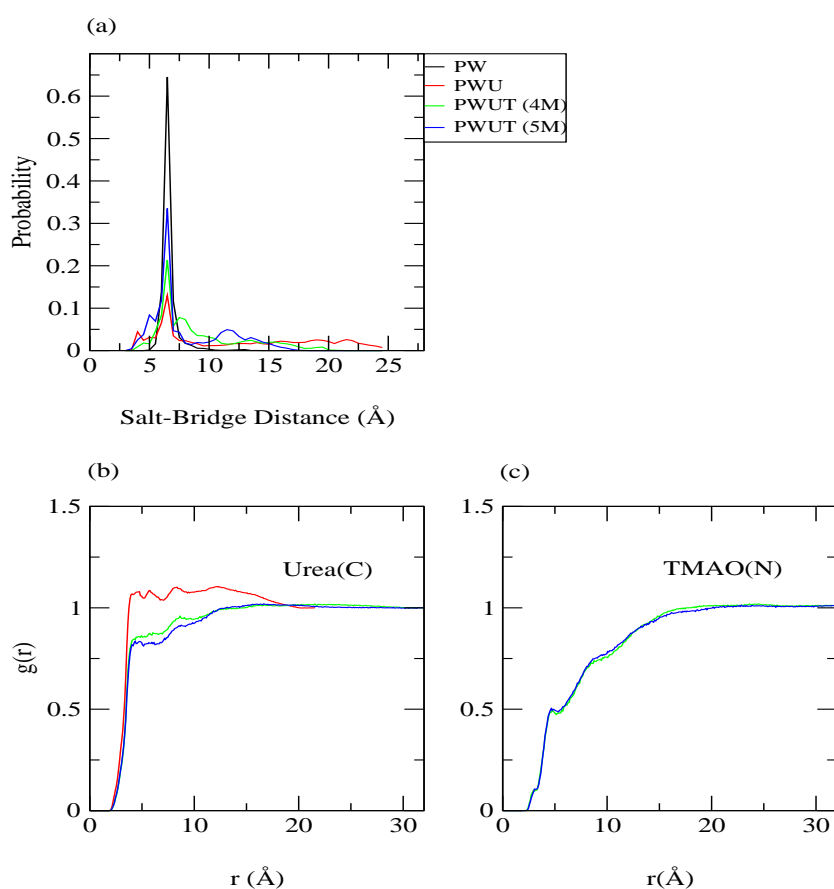 (a)
PW
PWU
PWUT (4M)
PWUT (5M)
Probability
0.6
0.5
0.4
0.3
0.2
0.1
0
0 5 10 15 20 25
Salt-Bridge Distance (Å)
(b)
g(r)
1.5
1
0.5
0
Urea(C)
0 10 20 30
r (Å)
(c)
1.5
1
0.5
0
TMAO(N)
0 10 20 30
r(Å)